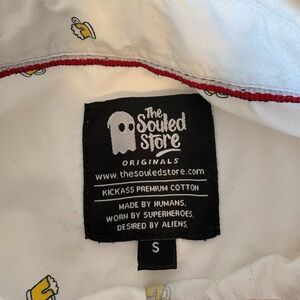 The
Souled
Store
ORIGINALS
www.thesouledstore.com
KICKASS PREMIUM COTTON
MADE BY HUMANS.
WORN BY SUPERHEROES.
DESIRED BY ALIENS.
S